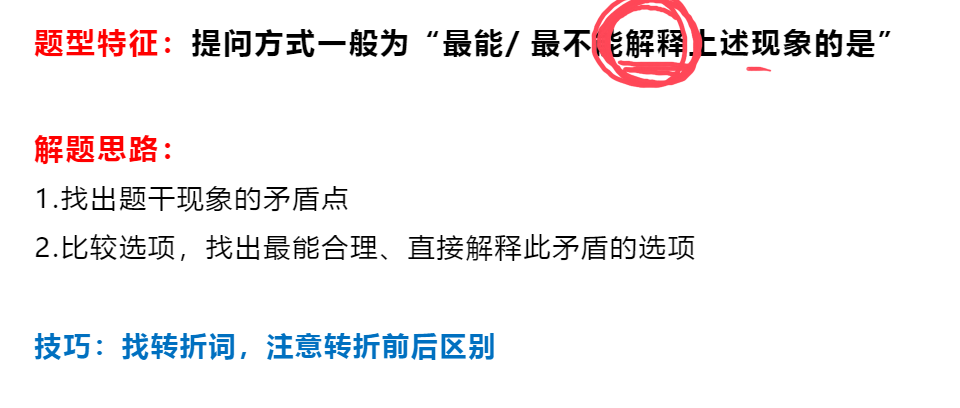 题型特征：提问方式一般为“最能/ 最不能解释上述现象的是”
解题思路：
1.找出题干现象的矛盾点
2.比较选项，找出最能合理、直接解释此矛盾的选项
技巧：找转折词，注意转折前后区别